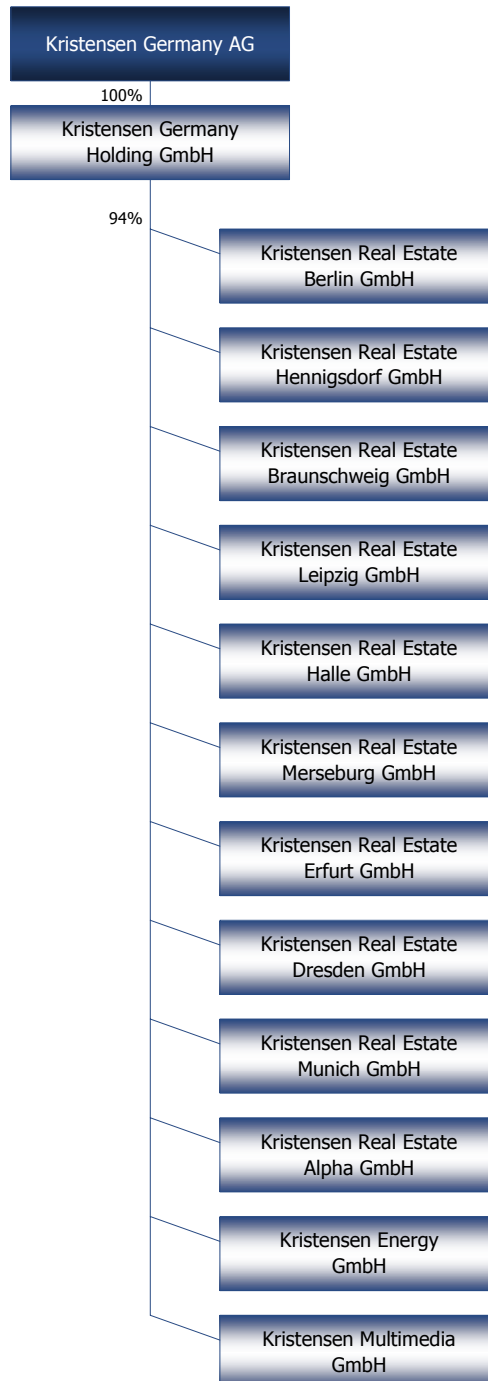 Kristensen Germany AG
100%
Kristensen Germany
Holding GmbH
94%
Kristensen Real Estate
Berlin GmbH
Kristensen Real Estate
Hennigsdorf GmbH
Kristensen Real Estate
Braunschweig GmbH
Kristensen Real Estate
Leipzig GmbH
Kristensen Real Estate
Halle GmbH
Kristensen Real Estate
Merseburg GmbH
Kristensen Real Estate
Erfurt GmbH
Kristensen Real Estate
Dresden GmbH
Kristensen Real Estate
Munich GmbH
Kristensen Real Estate
Alpha GmbH
Kristensen Energy
GmbH
Kristensen Multimedia
GmbH